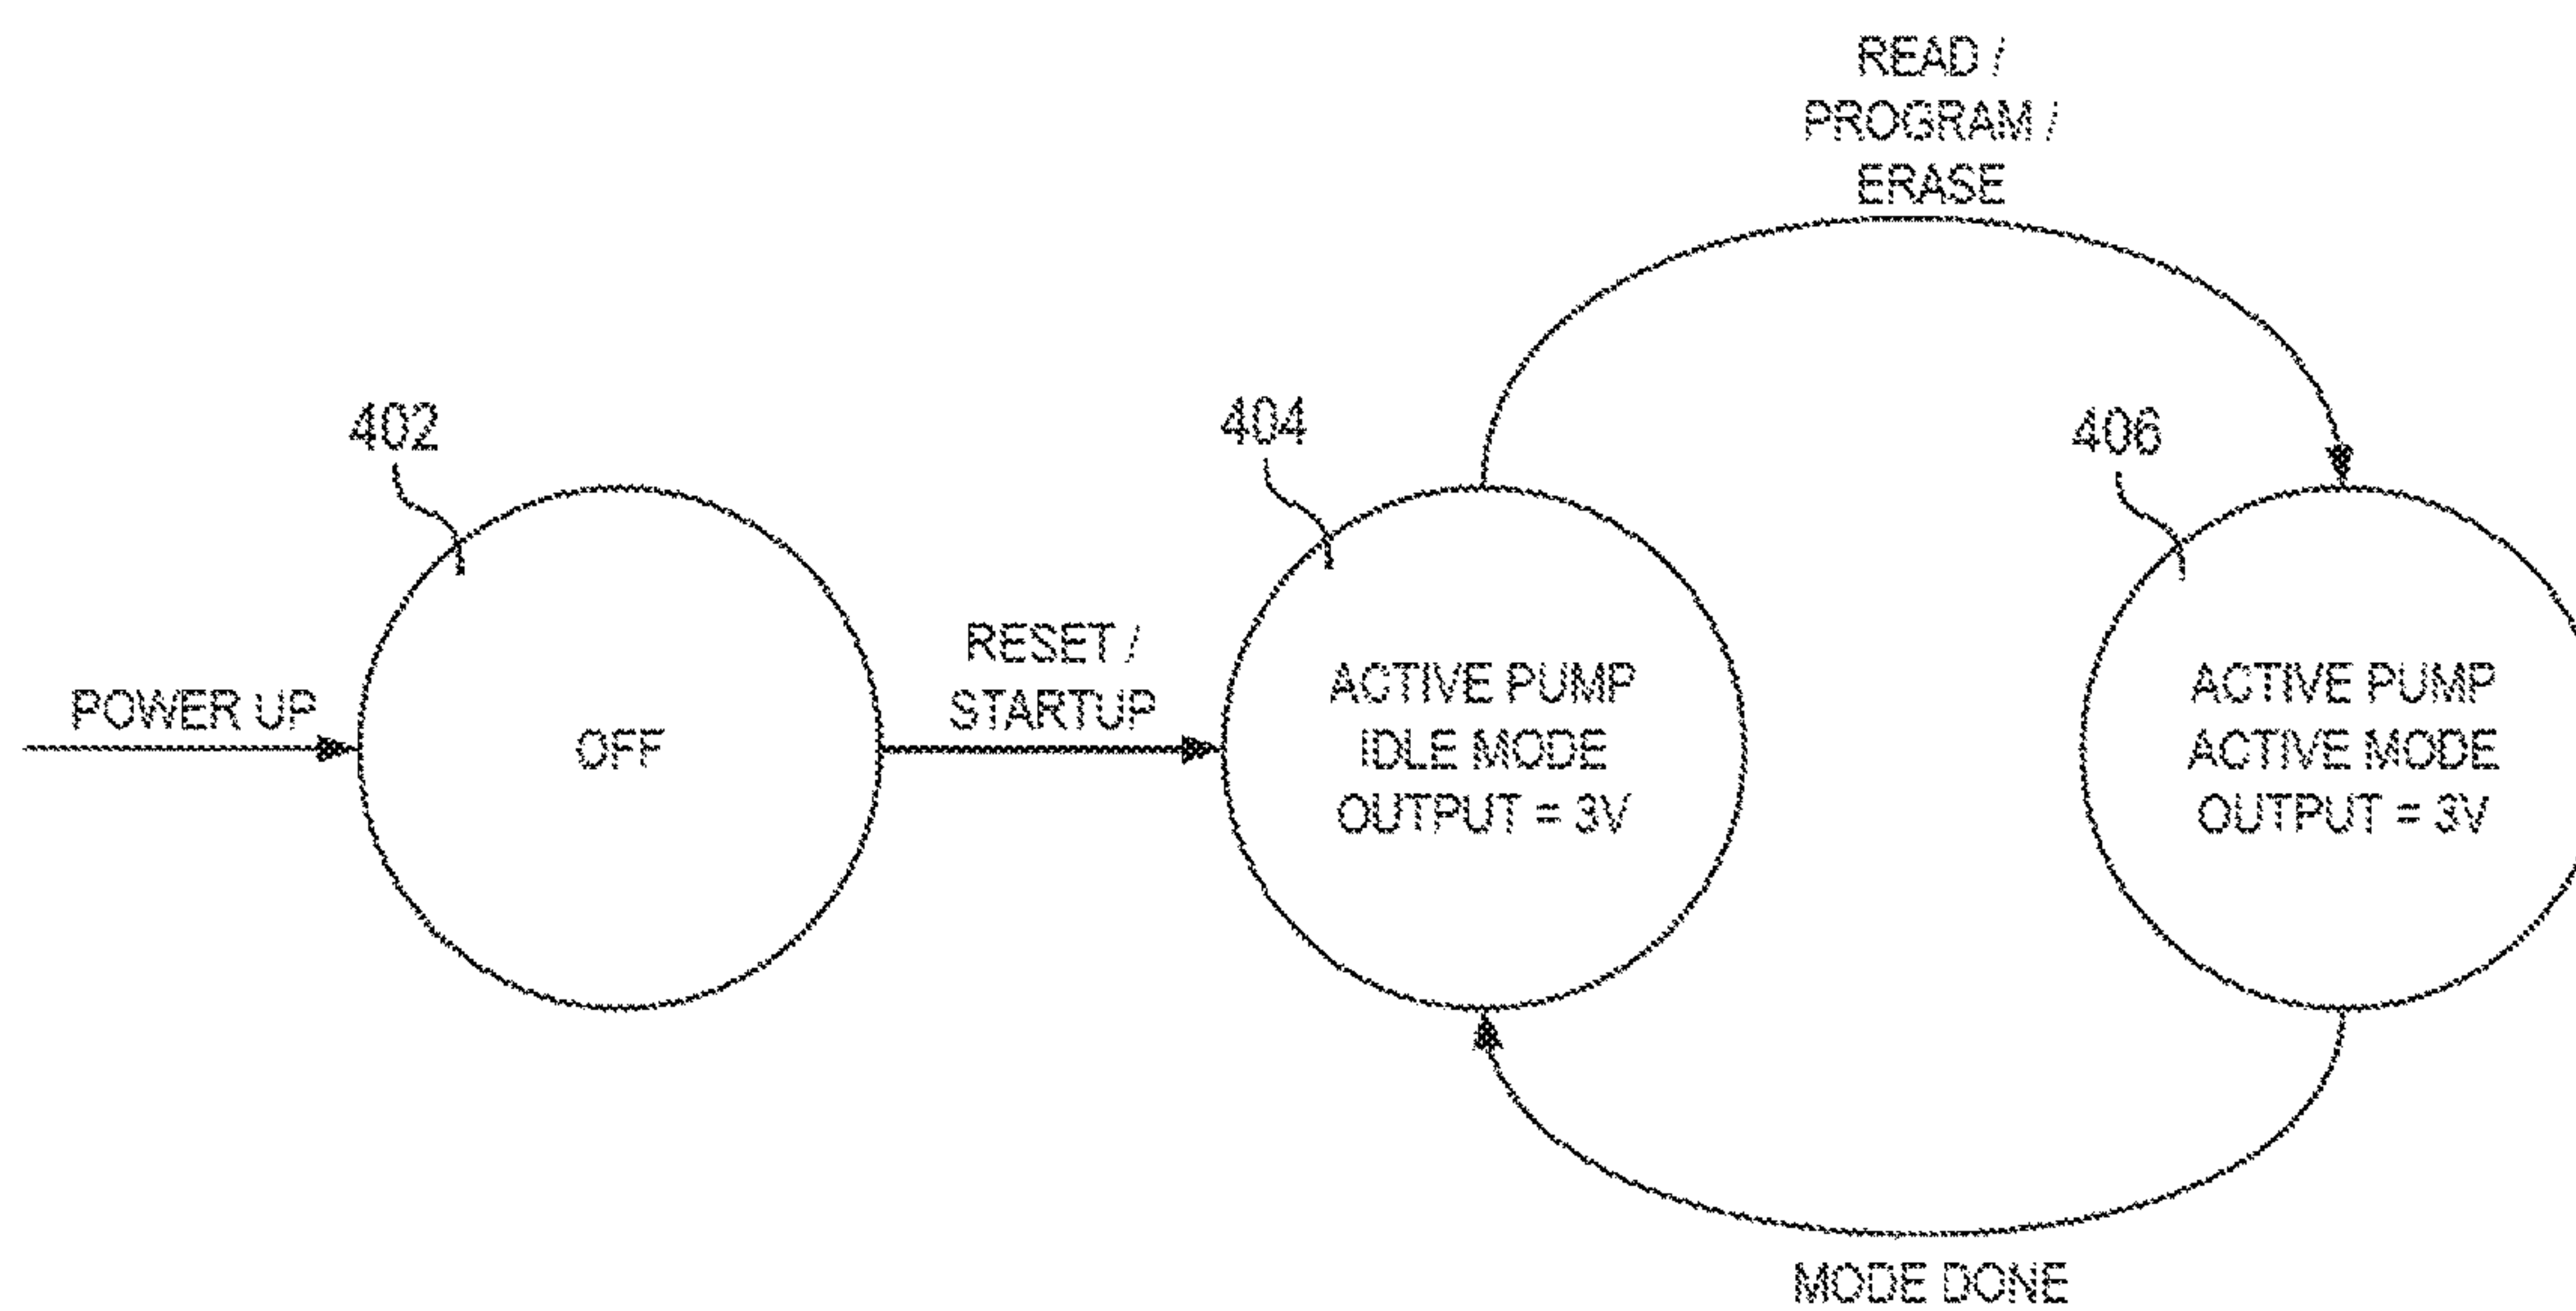 READ /
PROGRAM /
ERASE
402
404
406
POWER UP
OFF
RESET /
STARTUP
ACTIVE PUMP
IDLE MODE
OUTPUT = 3V
ACTIVE PUMP
ACTIVE MODE
OUTPUT = 3V
MODE DONE